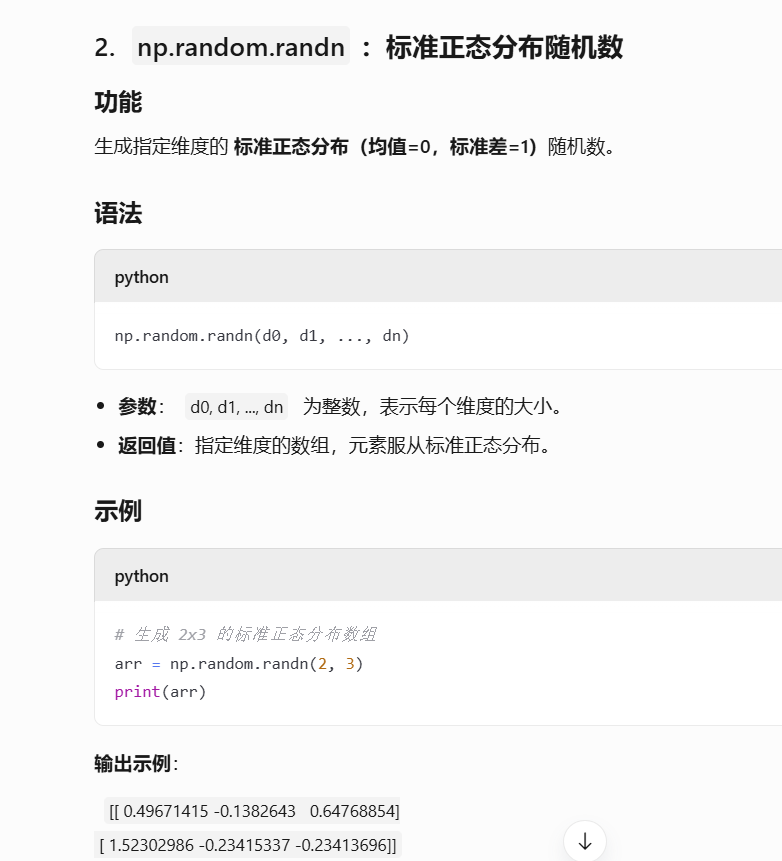 2. np.random.randn ：标准正态分布随机数
功能
生成指定维度的 标准正态分布（均值=0，标准差=1）随机数。
语法
python
np.random.randn(d0, d1, ..., dn)
• 参数： d0, d1, ..., dn 为整数，表示每个维度的大小。
• 返回值：指定维度的数组，元素服从标准正态分布。
示例
python
# 生成 2x3 的标准正态分布数组
arr = np.random.randn(2, 3)
print(arr)
输出示例：
[[ 0.49671415 -0.1382643   0.64768854]
[ 1.52302986 -0.23415337 -0.23413696]]